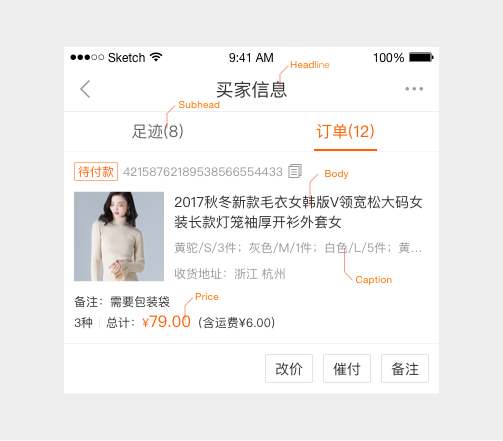 Sketch 9:41 AM 100%
Headline
买家信息
Subhead
足迹(8) 订单(12)
待付款 42158762189538566554433
Body
2017秋冬新款毛衣女韩版V领宽松大码女
装长款灯笼袖厚开衫外套女
黄驼/S/3件；灰色/M/1件；白色/L/5件；黄...
收货地址：浙江 杭州
Caption
备注：需要包装袋
Price
3种 总计：¥79.00（含运费¥6.00)
改价 催付 备注